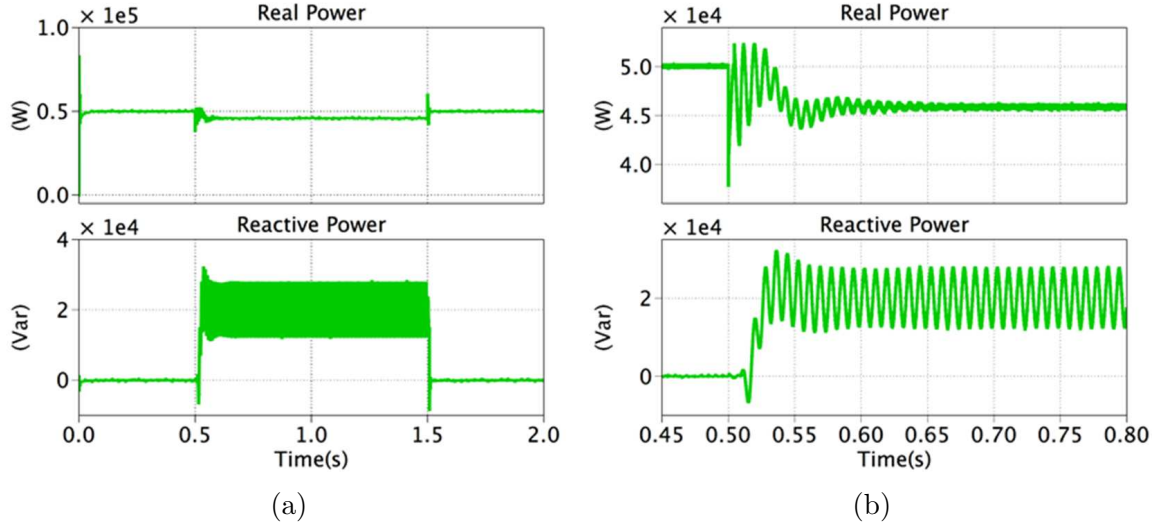 × 1e5 Real Power
1.0
0.5
0.0
(W)
× 1e4 Reactive Power
4
2
0
(Var)
0.0 0.5 1.0 1.5 2.0
Time(s)
(a)
× 1e4 Real Power
5.0
4.5
4.0
(W)
× 1e4 Reactive Power
2
0
(Var)
0.45 0.50 0.55 0.60 0.65 0.70 0.75 0.80
Time(s)
(b)